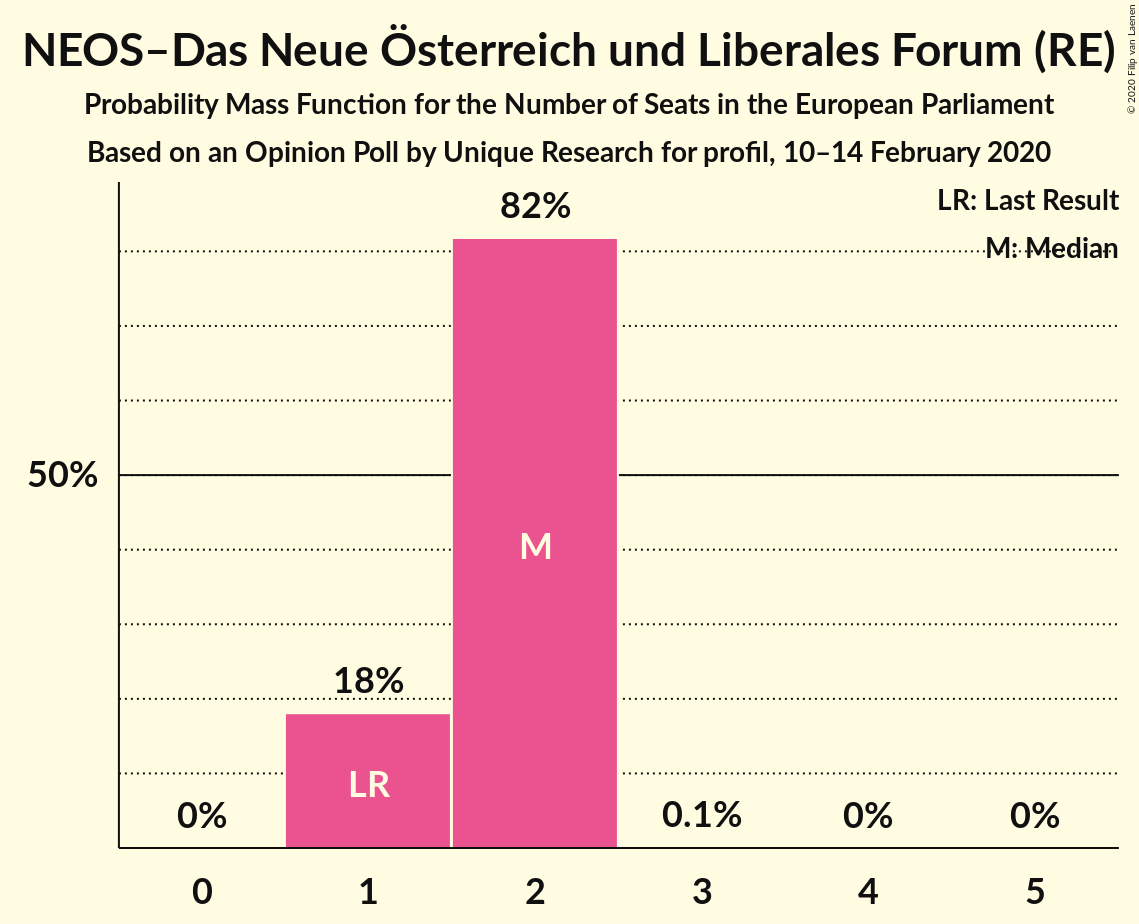 NEOS–Das Neue Österreich und Liberales Forum (RE)
Probability Mass Function for the Number of Seats in the European Parliament
Based on an Opinion Poll by Unique Research for profil, 10–14 February 2020
© 2020 Filip van Laenen
LR: Last Result
M: Median
82%
50%
M
18%
LR
0%
0.1%
0%
0%
0
1
2
3
4
5